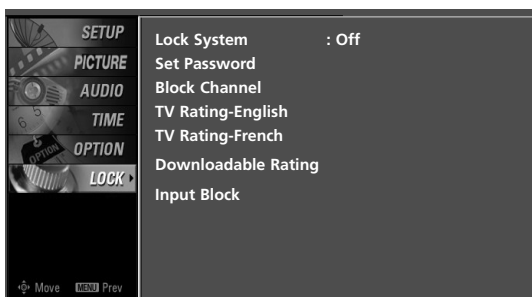 SETUP
PICTURE
AUDIO
TIME
OPTION
LOCK
Move MENU Prev
Lock System : Off
Set Password
Block Channel
TV Rating-English
TV Rating-French
Downloadable Rating
Input Block